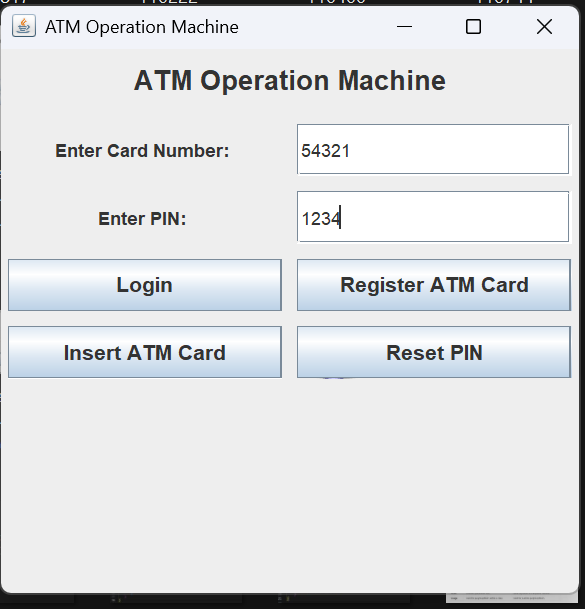 ATM Operation Machine
ATM Operation Machine
Enter Card Number: 54321
Enter PIN: 1234
Login Register ATM Card
Insert ATM Card Reset PIN